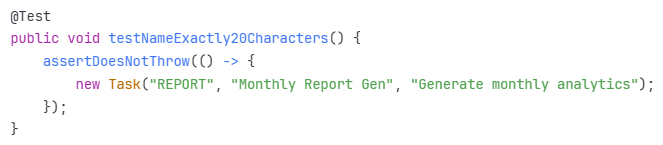 @Test
public void testNameExactly20Characters() {
    assertDoesNotThrow(() -> {
        new Task("REPORT", "Monthly Report Gen", "Generate monthly analytics");
    });
}